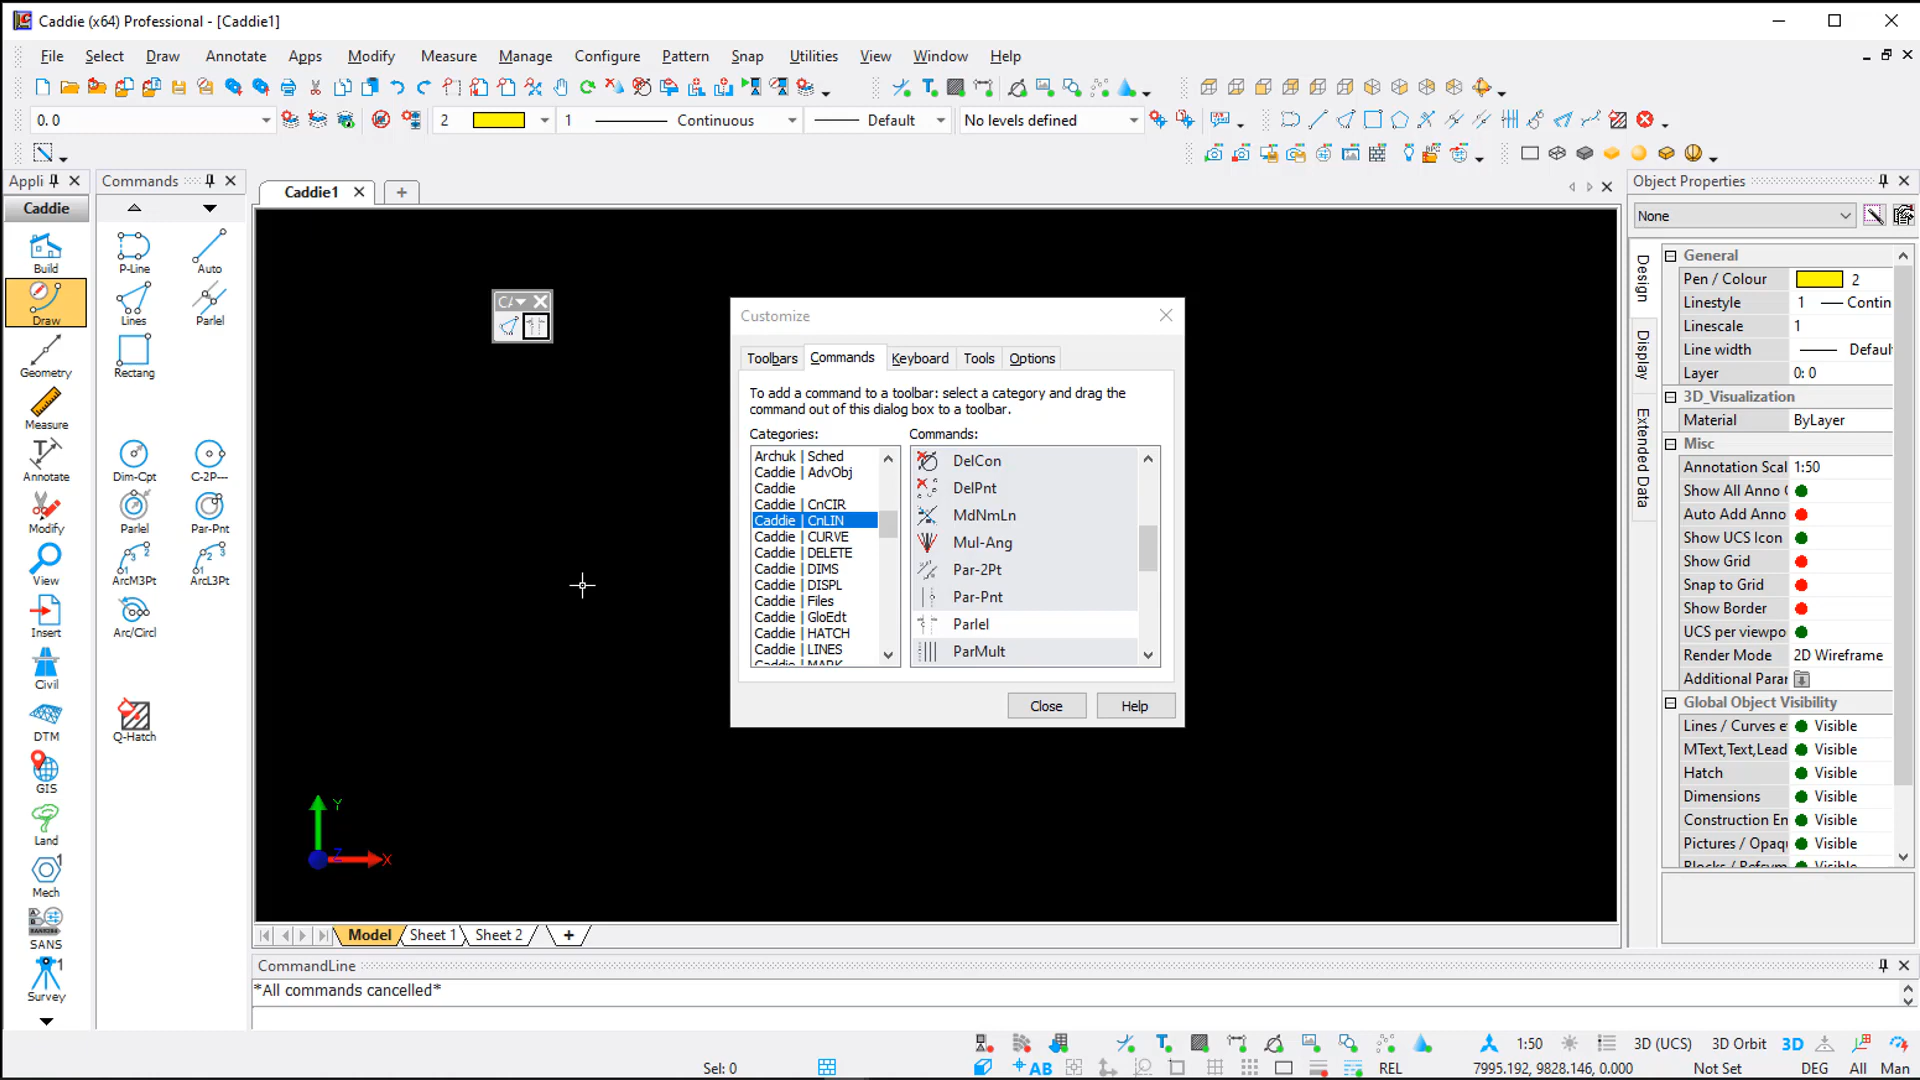 Caddie (x64) Professional - [Caddie1]
File Select Draw Annotate Apps Modify Measure Manage Configure Pattern Snap Utilities View Window Help
0. 0
2
1 Continuous
Default
No levels defined
Appli
Commands
Caddie1
Object Properties
Caddie
None
Build
Draw
Geometry
Measure
Annotate
Modify
View
Insert
Civil
DTM
GIS
Land
Mech
SANS
Survey
P-Line Auto
Lines Parlel
Rectang
Dim-Cpt C-2P---
Parlel Par-Pnt
ArcM3Pt ArcL3Pt
Arc/Circl
Q-Hatch
Customize
Toolbars Commands Keyboard Tools Options
To add a command to a toolbar: select a category and drag the
command out of this dialog box to a toolbar.
Categories: Commands:
Archuk | Sched
Caddie | AdvObj
Caddie
Caddie | CnCIR
Caddie | CnLIN
Caddie | CURVE
Caddie | DELETE
Caddie | DIMS
Caddie | DISPL
Caddie | Files
Caddie | GloEdt
Caddie | HATCH
Caddie | LINES
Caddie | MARK
DelCon
DelPnt
MdNmLn
Mul-Ang
Par-2Pt
Par-Pnt
Parlel
ParMult
Close Help
Y
Z X
Design
Display
Extended Data
General
Pen / Colour 2
Linestyle 1 Contin
Linescale 1
Line width Defaul
Layer 0: 0
3D_Visualization
Material ByLayer
Misc
Annotation Scal 1:50
Show All Anno
Auto Add Anno
Show UCS Icon
Show Grid
Snap to Grid
Show Border
UCS per viewpo
Render Mode 2D Wireframe
Additional Parar
Global Object Visibility
Lines / Curves e Visible
MText,Text,Lead Visible
Hatch Visible
Dimensions Visible
Construction En Visible
Pictures / Opaq Visible
Model Sheet 1 Sheet 2 +
CommandLine
*All commands cancelled*
1:50 3D (UCS) 3D Orbit 3D
Sel: 0 AB REL 7995.192, 9828.146, 0.000 Not Set DEG All Man